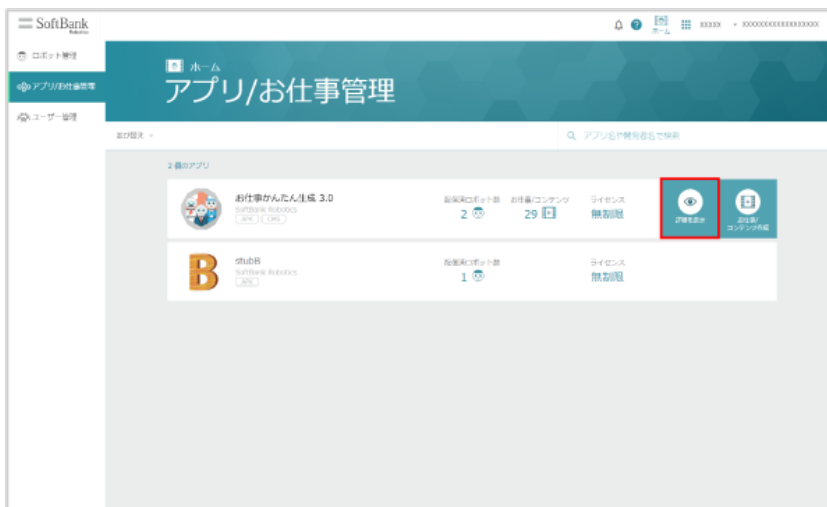 SoftBank
Robotics
ホーム
XXXXX
XXXXXXXXXXXXXXXXXXX
ロボット管理
アプリ/お仕事管理
ユーザー管理
ホーム
アプリ/お仕事管理
並び替え
アプリ名や開発者名で検索
2 個のアプリ
お仕事かんたん生成 3.0
SoftBank Robotics
APK
CMS
配信済ロボット数
2
お仕事/コンテンツ
29
ライセンス
無制限
詳細を表示
お仕事/
コンテンツ作成
stubB
SoftBank Robotics
APK
配信済ロボット数
1
ライセンス
無制限